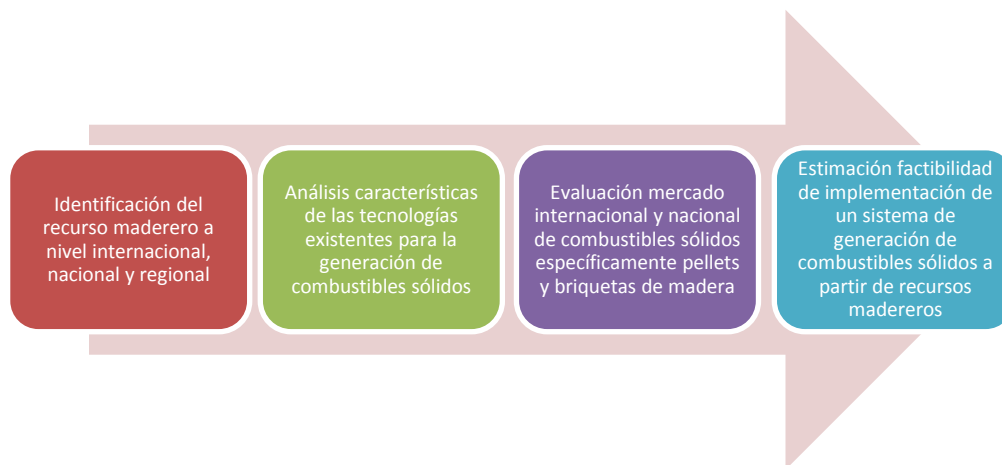 Identificación del
recurso maderero a
nivel internacional,
nacional y regional
Análisis características
de las tecnologías
existentes para la
generación de
combustibles sólidos
Evaluación mercado
internacional y nacional
de combustibles sólidos
específicamente pellets
y briquetas de madera
Estimación factibilidad
de implementación de
un sistema de
generación de
combustibles sólidos a
partir de recursos
madereros